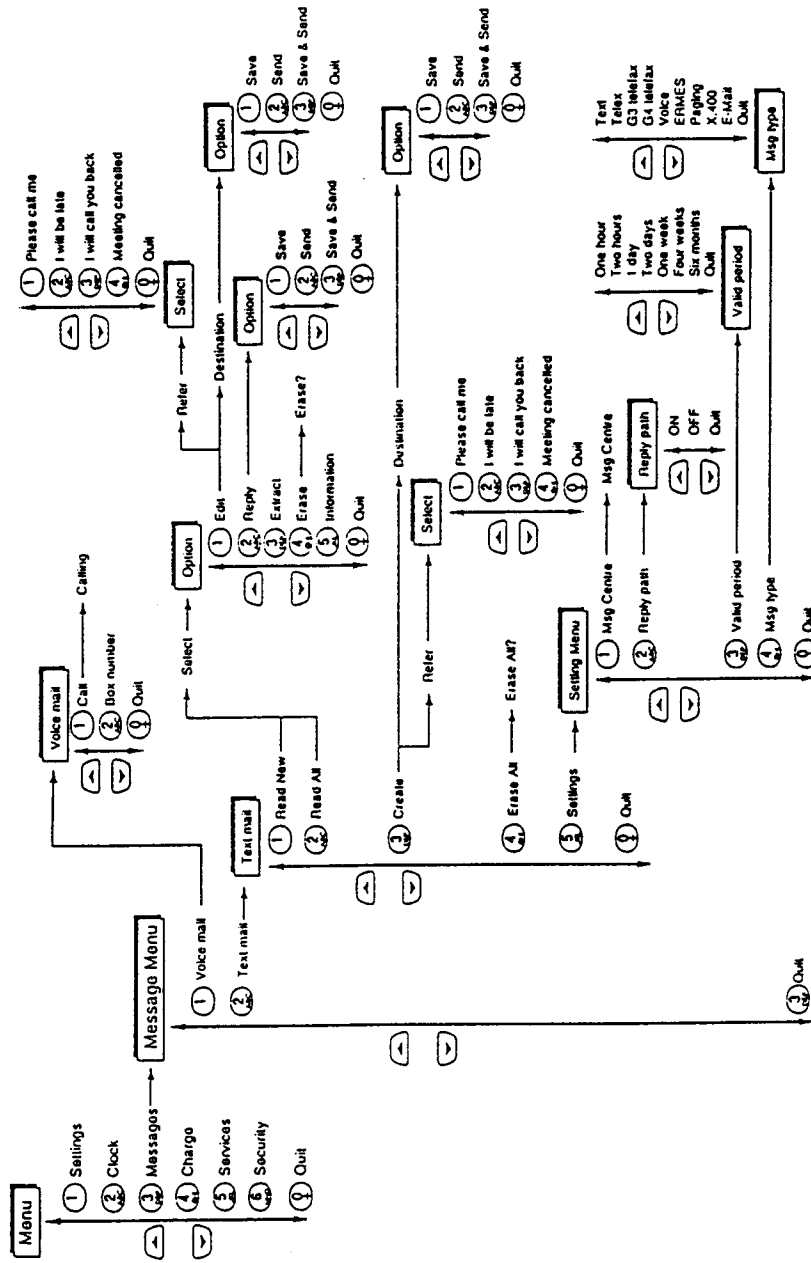 Menu
1 Settings
2 Clock
3 Messages
4 Charge
5 Services
6 Security
0 Quit
Message Menu
1 Voice mail
2 Text mail
3 Quit
Voice mail
1 Call
Calling
2 Box number
0 Quit
Text mail
1 Read New
2 Read All
3 Create
4 Erase All
Erase All?
5 Settings
0 Quit
Select
Option
1 Edit
2 Reply
3 Extract
4 Erase
Erase?
5 Information
0 Quit
Refer
Select
1 Please call me
2 I will be late
3 I will call you back
4 Meeting cancelled
0 Quit
Destination
Option
1 Save
2 Send
3 Save & Send
0 Quit
Option
1 Save
2 Send
3 Save & Send
0 Quit
Refer
Select
1 Please call me
2 I will be late
3 I will call you back
4 Meeting cancelled
0 Quit
Destination
Option
1 Save
2 Send
3 Save & Send
0 Quit
Setting Menu
1 Msg Centre
Msg Centre
2 Reply path
Reply path
ON
OFF
Quit
3 Valid period
4 Msg type
0 Quit
Valid period
One hour
Two hours
1 day
Two days
One week
Four weeks
Six months
Quit
Msg type
Text
Telex
G3 telefax
G4 telefax
Voice
ERMES
Paging
X.400
E-Mail
Quit